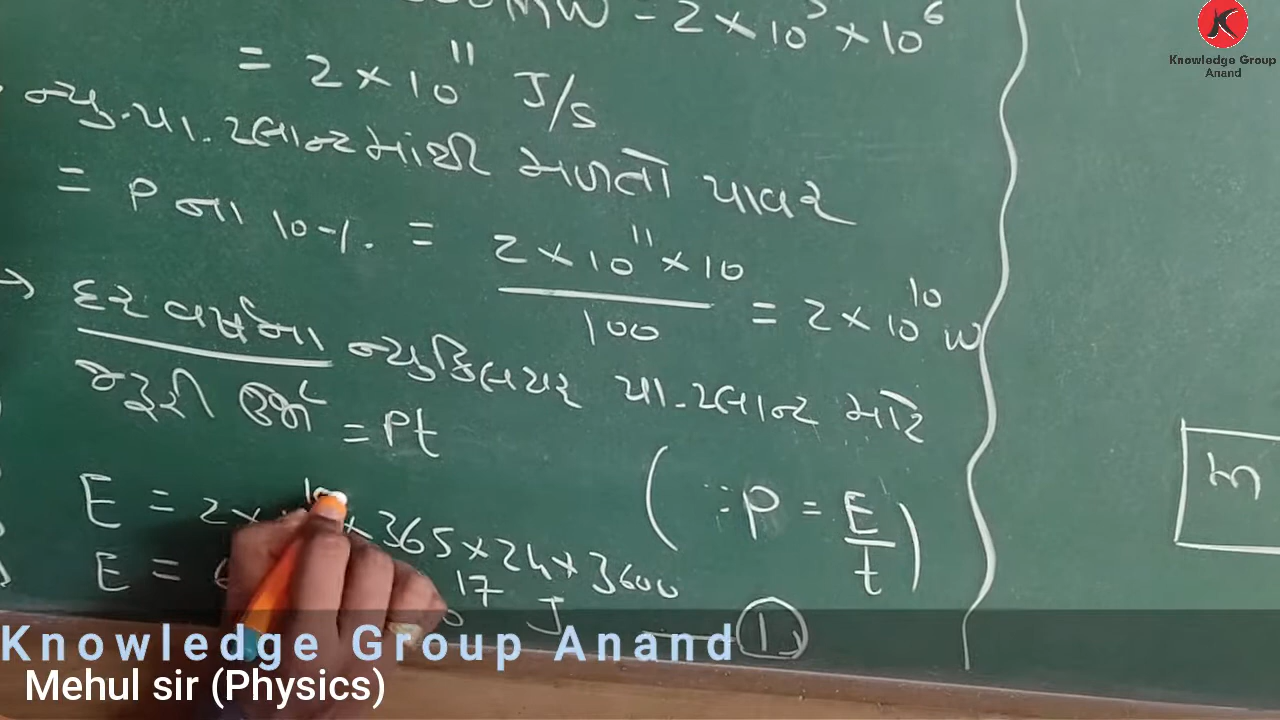 MW = 2 × 10⁵ × 10⁶
= 2 × 10¹¹ J/s
ન્યુ. પા. પ્લાન્ટમાંથી મળતો પાવર
= P ના 10 %. = 2 × 10¹¹ × 10 / 100 = 2 × 10¹⁰ W
→ દર વર્ષના ન્યુક્લિયર પા. પ્લાન્ટ માટે
જરૂરી ઊર્જા = Pt
(∵ P = E / t)
E = 2 × × 365 × 24 × 3600
E = 17 J — (1)
m
Knowledge Group
Anand
Knowledge Group Anand
Mehul sir (Physics)